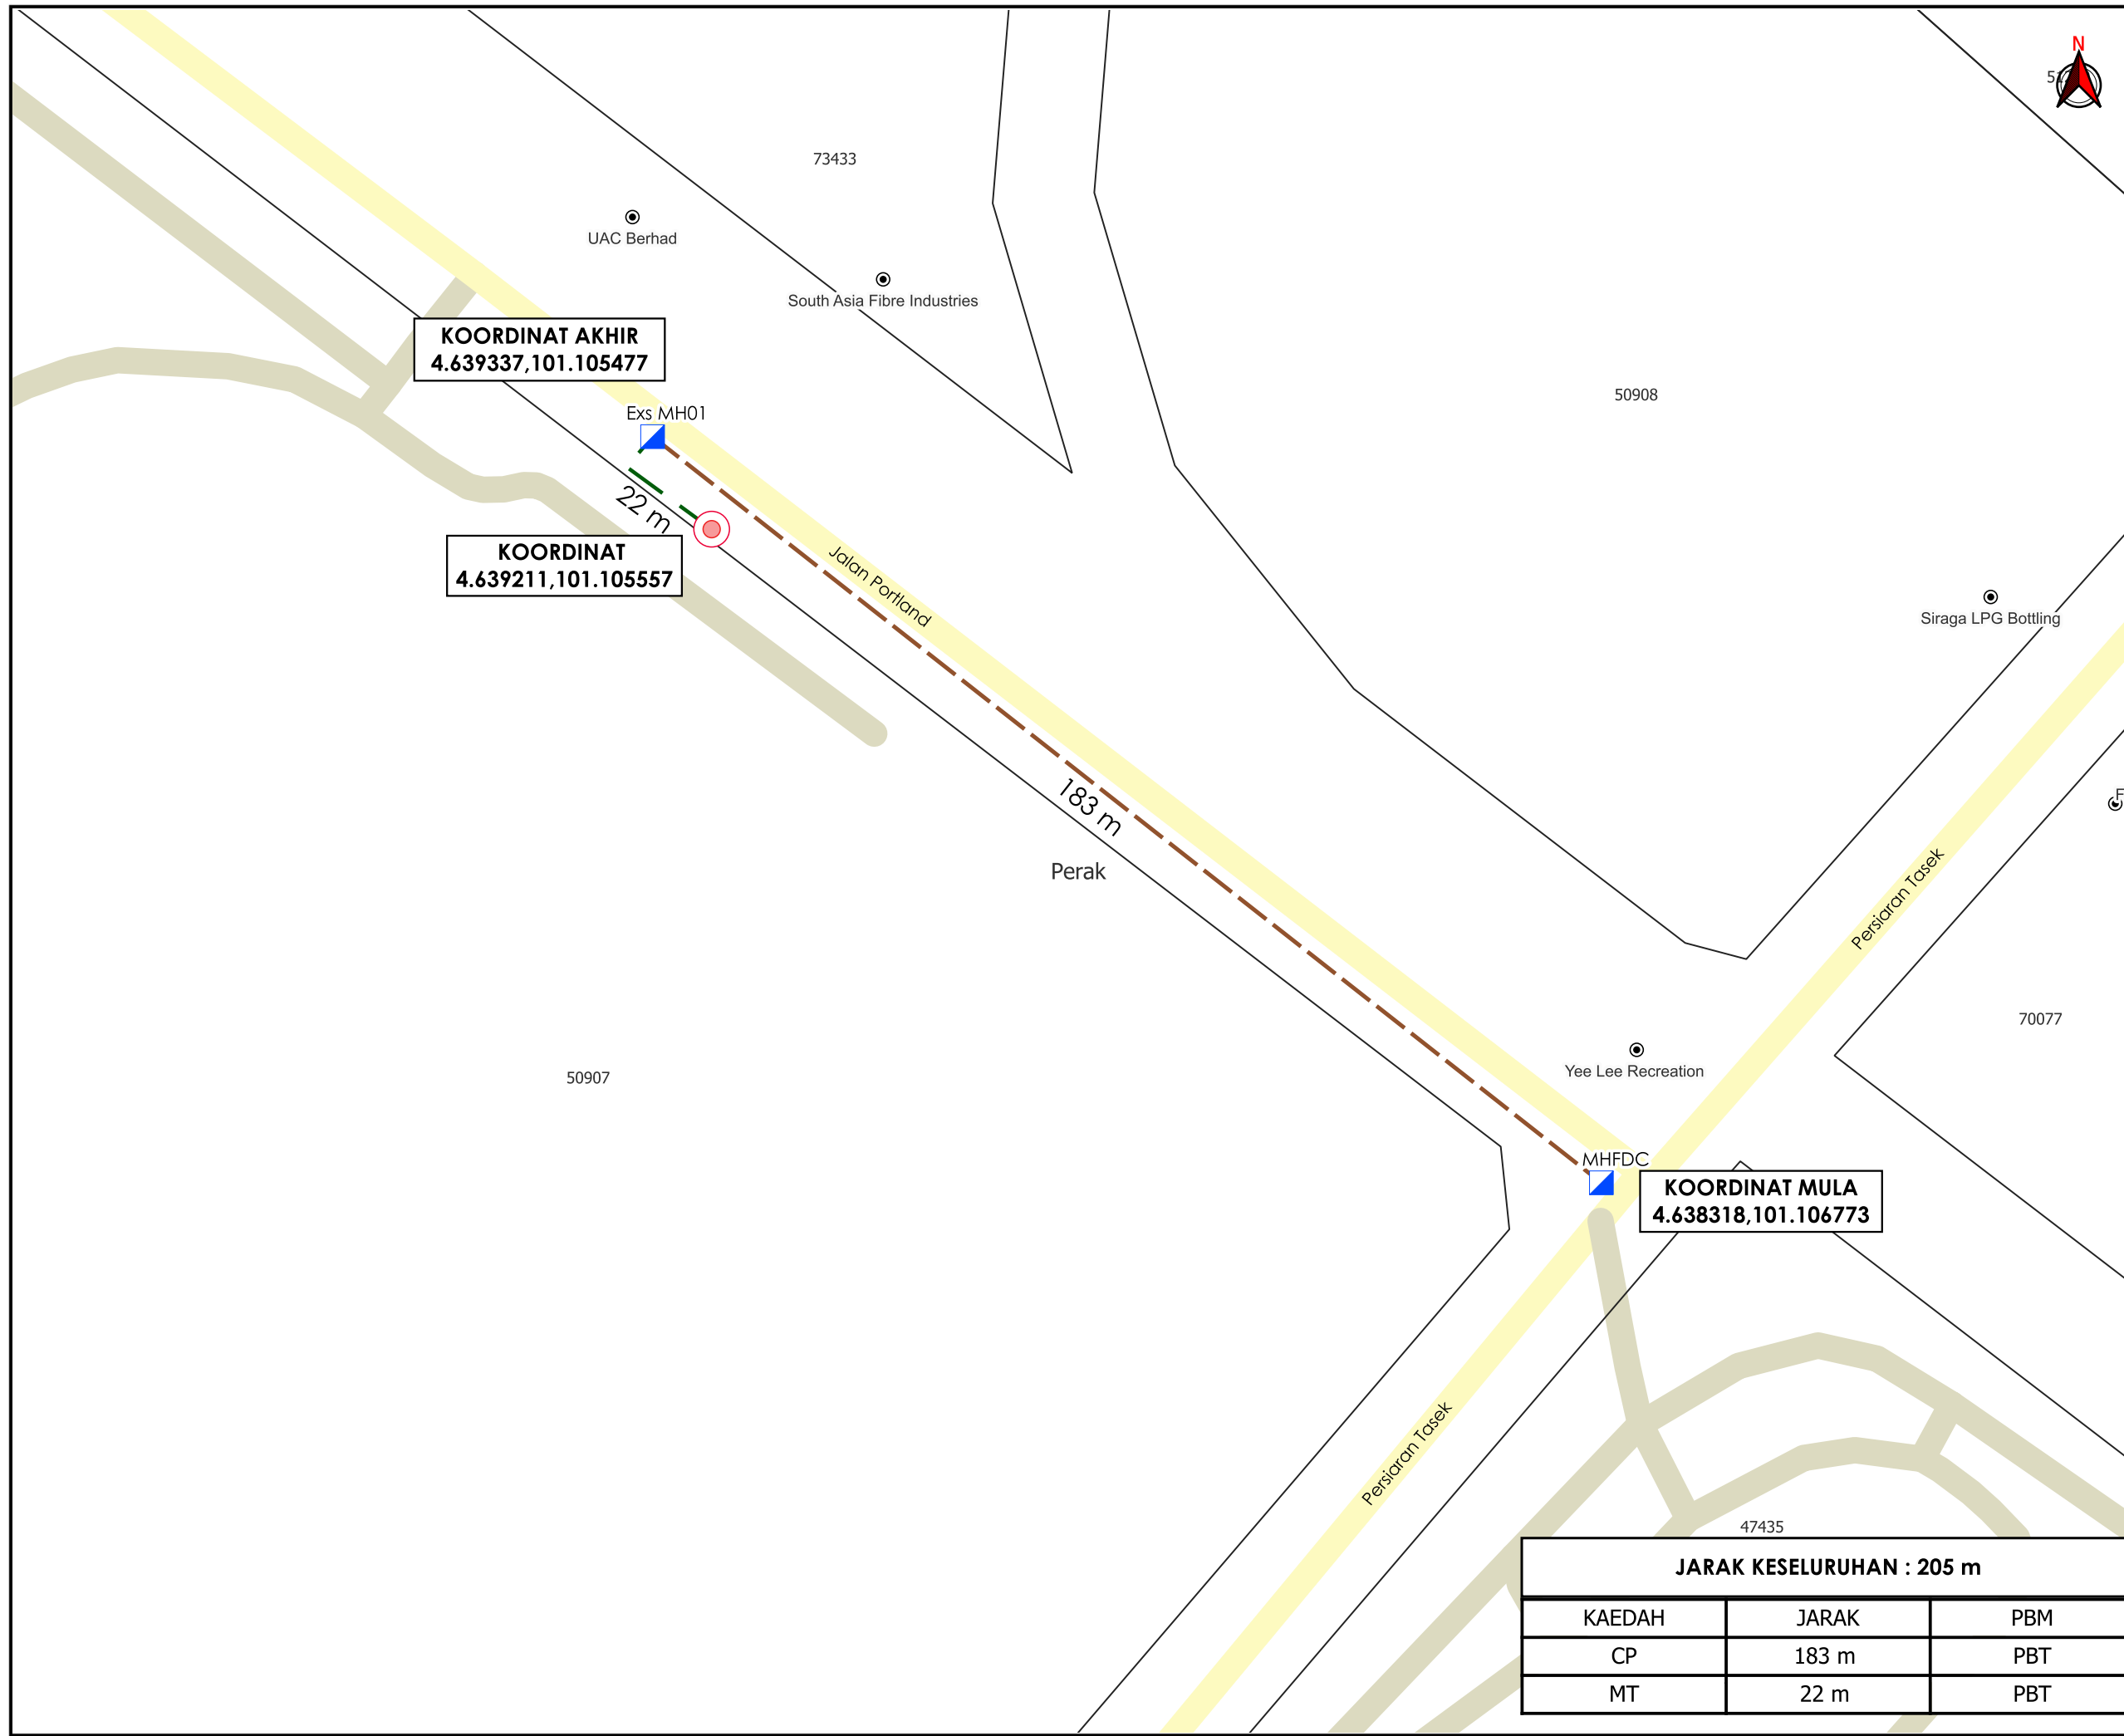 N
73433
UAC Berhad
South Asia Fibre Industries
KOORDINAT AKHIR
4.639337,101.105477
50908
Exs MH01
22 m
KOORDINAT
4.639211,101.105557
Jalan Portland
Siraga LPG Bottling
183 m
Perak
Persiaran Tasek
70077
50907
Yee Lee Recreation
MHFDC
KOORDINAT MULA
4.638318,101.106773
Persiaran Tasek
47435
JARAK KESELURUHAN : 205 m
KAEDAH JARAK PBM
CP 183 m PBT
MT 22 m PBT